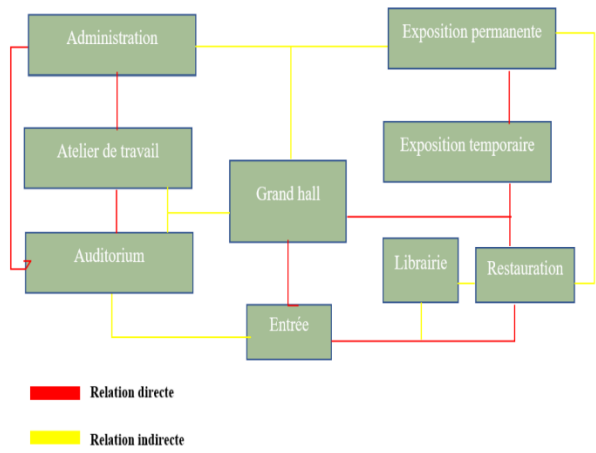 Administration
Exposition permanente
Atelier de travail
Exposition temporaire
Grand hall
Auditorium
Librairie
Restauration
Entrée
Relation directe
Relation indirecte